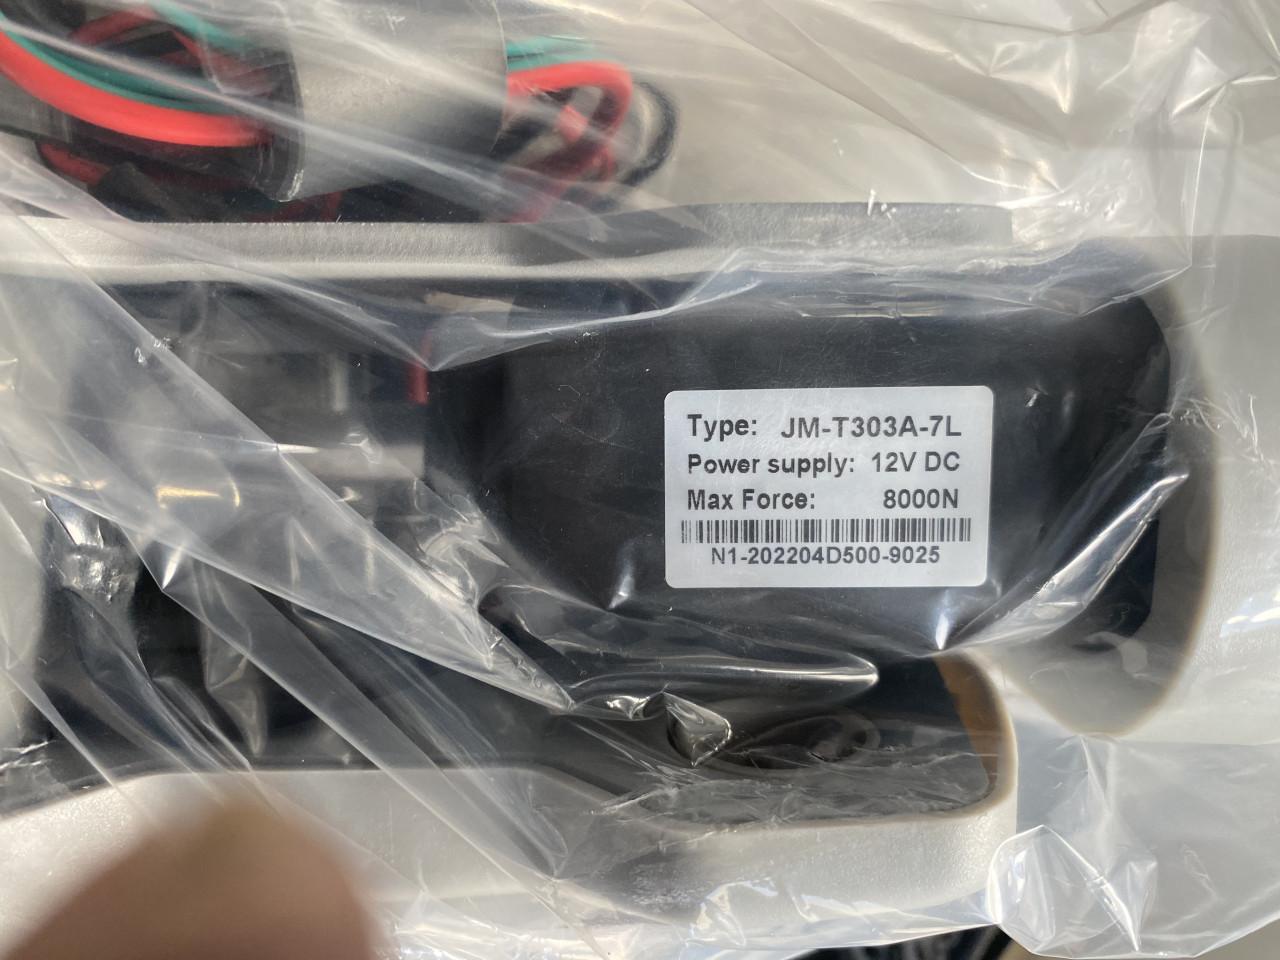 Type: JM-T303A-7L
Power supply: 12V DC
Max Force: 8000N
N1-202204D500-9025